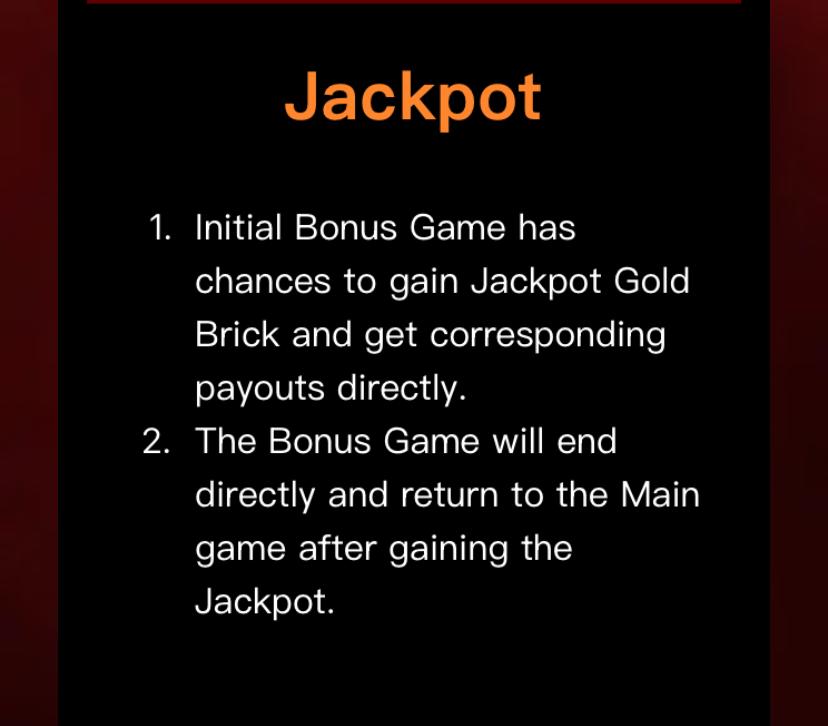 Jackpot
1. Initial Bonus Game has
chances to gain Jackpot Gold
Brick and get corresponding
payouts directly.
2. The Bonus Game will end
directly and return to the Main
game after gaining the
Jackpot.